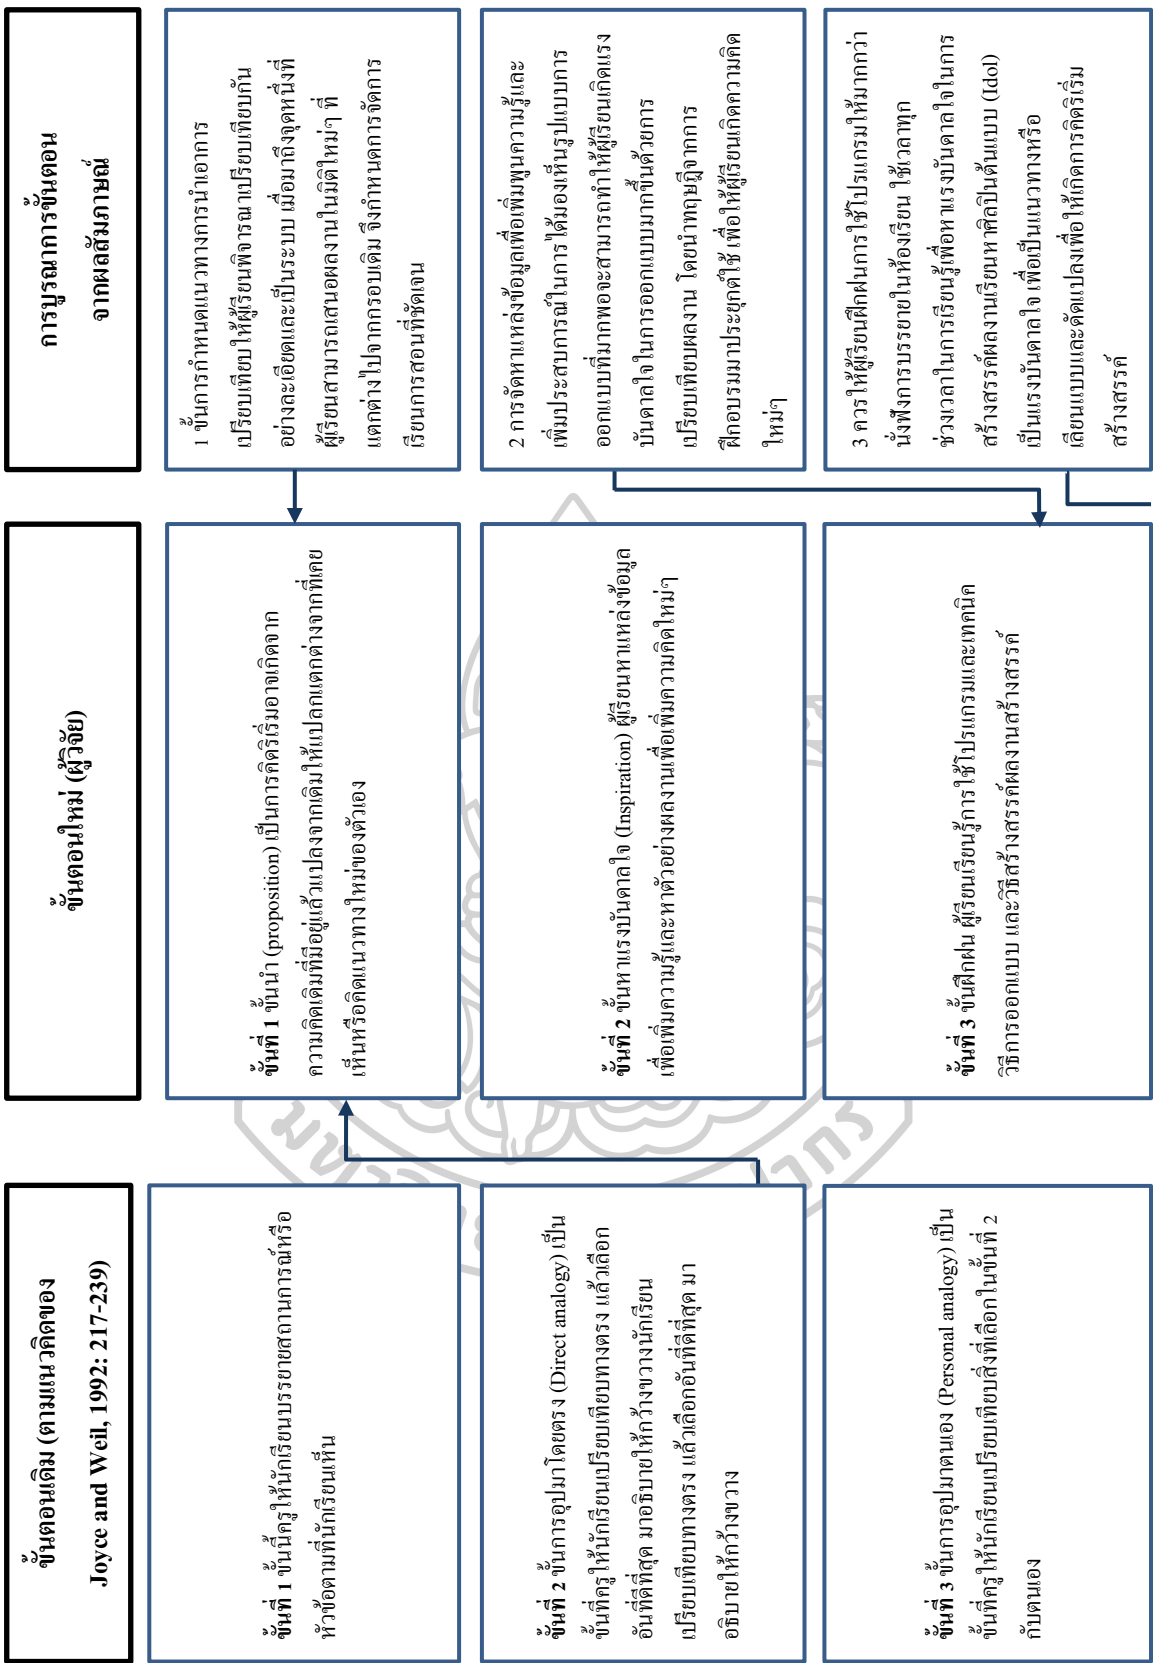 ขั้นตอนเดิม (ตามแนวคิดของ
Joyce and Weil, 1992: 217-239)
ขั้นตอนใหม่ (ผู้วิจัย)
การบูรณาการขั้นตอน
จากผลสัมภาษณ์
ขั้นที่ 1 ขั้นนี้ครูให้นักเรียนบรรยายสถานการณ์หรือ
หัวข้อตามที่นักเรียนเห็น
ขั้นที่ 1 ขั้นนำ (proposition) เป็นการคิดริเริ่มอาจเกิดจาก
ความคิดเดิมที่มีอยู่แล้วแปลงจากเดิมให้แปลกแตกต่างจากที่เคย
เห็นหรือคิดแนวทางใหม่ของตัวเอง
1 ขั้นการกำหนดแนวทางการนำเอาการ
เปรียบเทียบ ให้ผู้เรียนพิจารณาเปรียบเทียบกัน
อย่างละเอียดและเป็นระบบ เมื่อมาถึงจุดหนึ่งที่
ผู้เรียนสามารถเสนอผลงานในมิติใหม่ๆ ที่
แตกต่างไปจากกรอบเดิม จึงกำหนดการจัดการ
เรียนการสอนที่ชัดเจน
ขั้นที่ 2 ขั้นการอุปมาโดยตรง (Direct analogy) เป็น
ขั้นที่ครูให้นักเรียนเปรียบเทียบทางตรง แล้วเลือก
อันที่ดีที่สุด มาอธิบายให้กว้างขวางนักเรียน
เปรียบเทียบทางตรง แล้วเลือกอันที่ดีที่สุด มา
อธิบายให้กว้างขวาง
ขั้นที่ 2 ขั้นหาแรงบันดาลใจ (Inspiration) ผู้เรียนหาแหล่งข้อมูล
เพื่อเพิ่มความรู้และหาตัวอย่างผลงานเพื่อเพิ่มความคิดใหม่ๆ
2 การจัดหาแหล่งข้อมูลเพื่อเพิ่มพูนความรู้และ
เพิ่มประสบการณ์ในการ ได้มองเห็นรูปแบบการ
ออกแบบที่มากพอจะสามารถทำให้ผู้เรียนเกิดแรง
บันดาลใจในการออกแบบมากขึ้นด้วยการ
เปรียบเทียบผลงาน โดยนำทฤษฎีจากการ
ฝึกอบรมมาประยุกต์ใช้ เพื่อให้ผู้เรียนเกิดความคิด
ใหม่ๆ
ขั้นที่ 3 ขั้นการอุปมาตนเอง (Personal analogy) เป็น
ขั้นที่ครูให้นักเรียนเปรียบเทียบสิ่งที่เลือกในขั้นที่ 2
กับตนเอง
ขั้นที่ 3 ขั้นฝึกฝน ผู้เรียนเรียนรู้การใช้โปรแกรมและเทคนิค
วิธีการออกแบบ และวิธีสร้างสรรค์ผลงานสร้างสรรค์
3 ควรให้ผู้เรียนฝึกฝนการใช้โปรแกรมให้มากกว่า
นั่งฟังการบรรยายในห้องเรียน ใช้เวลาทุก
ช่วงเวลาในการเรียนรู้เพื่อหาแรงบันดาลใจในการ
สร้างสรรค์ผลงานเรียนหาศิลปินต้นแบบ (Idol)
เป็นแรงบันดาลใจ เพื่อเป็นแนวทางหรือ
เลียนแบบและดัดแปลงเพื่อให้เกิดการคิดริเริ่ม
สร้างสรรค์